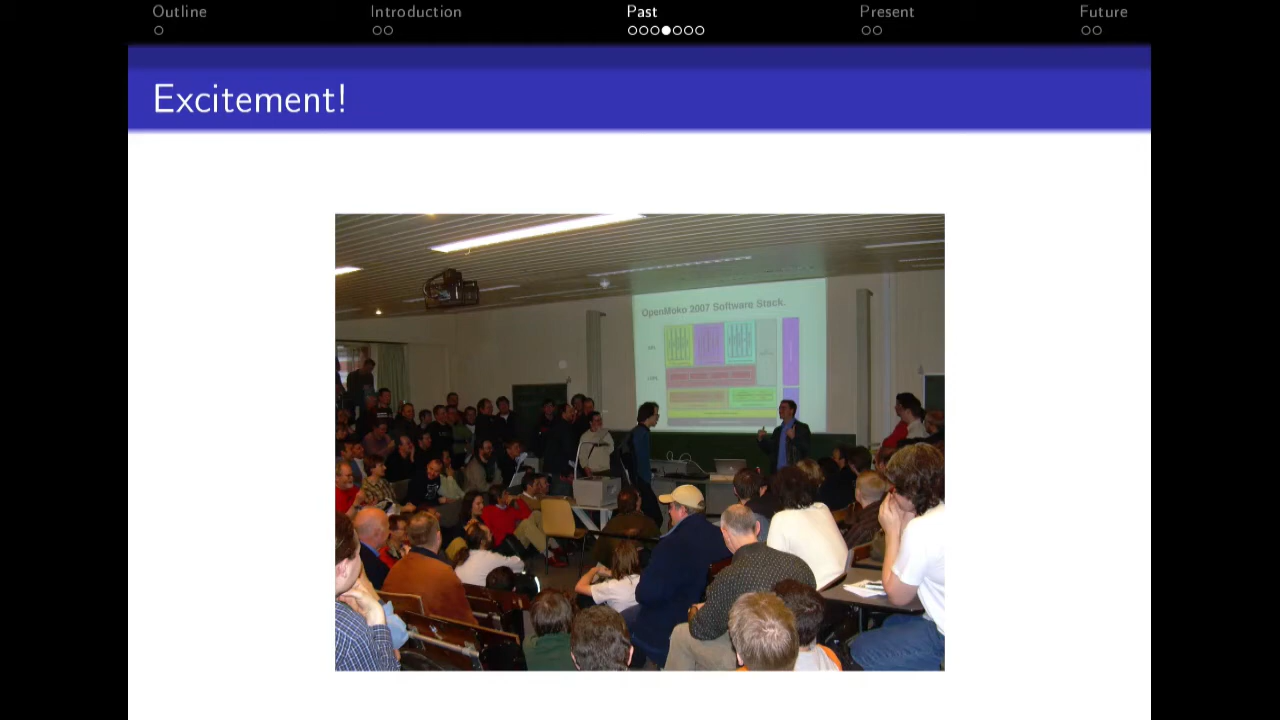 Outline
Introduction
Past
Present
Future
Excitement!
OpenMoko 2007 Software Stack.